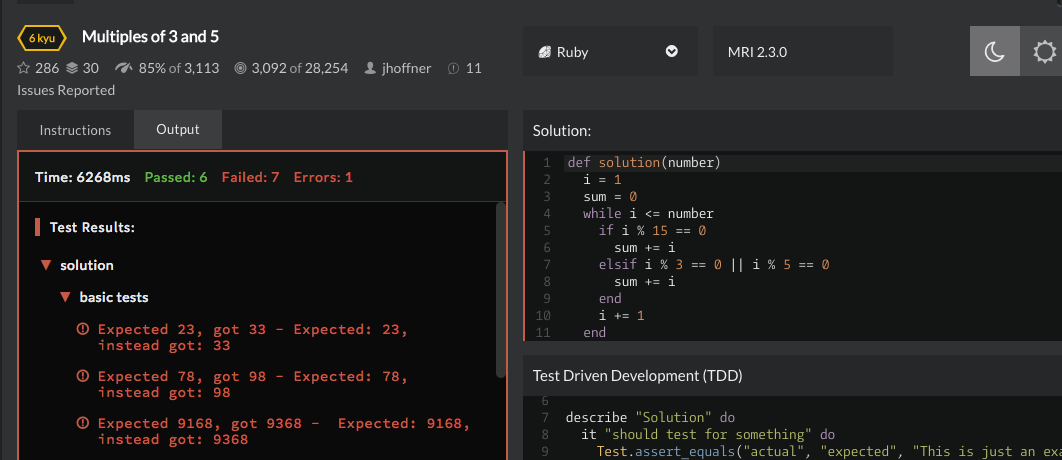 6 kyu Multiples of 3 and 5
286 30 85% of 3,113 3,092 of 28,254 jhoffner 11
Issues Reported
Ruby MRI 2.3.0
Instructions Output
Time: 6268ms Passed: 6 Failed: 7 Errors: 1
Test Results:
solution
basic tests
Expected 23, got 33 - Expected: 23,
instead got: 33
Expected 78, got 98 - Expected: 78,
instead got: 98
Expected 9168, got 9368 - Expected: 9168,
instead got: 9368
Solution:
1 def solution(number)
2 i = 1
3 sum = 0
4 while i <= number
5 if i % 15 == 0
6 sum += i
7 elsif i % 3 == 0 || i % 5 == 0
8 sum += i
9 end
10 i += 1
11 end
Test Driven Development (TDD)
6
7 describe "Solution" do
8 it "should test for something" do
9 Test.assert_equals("actual", "expected", "This is just an ex